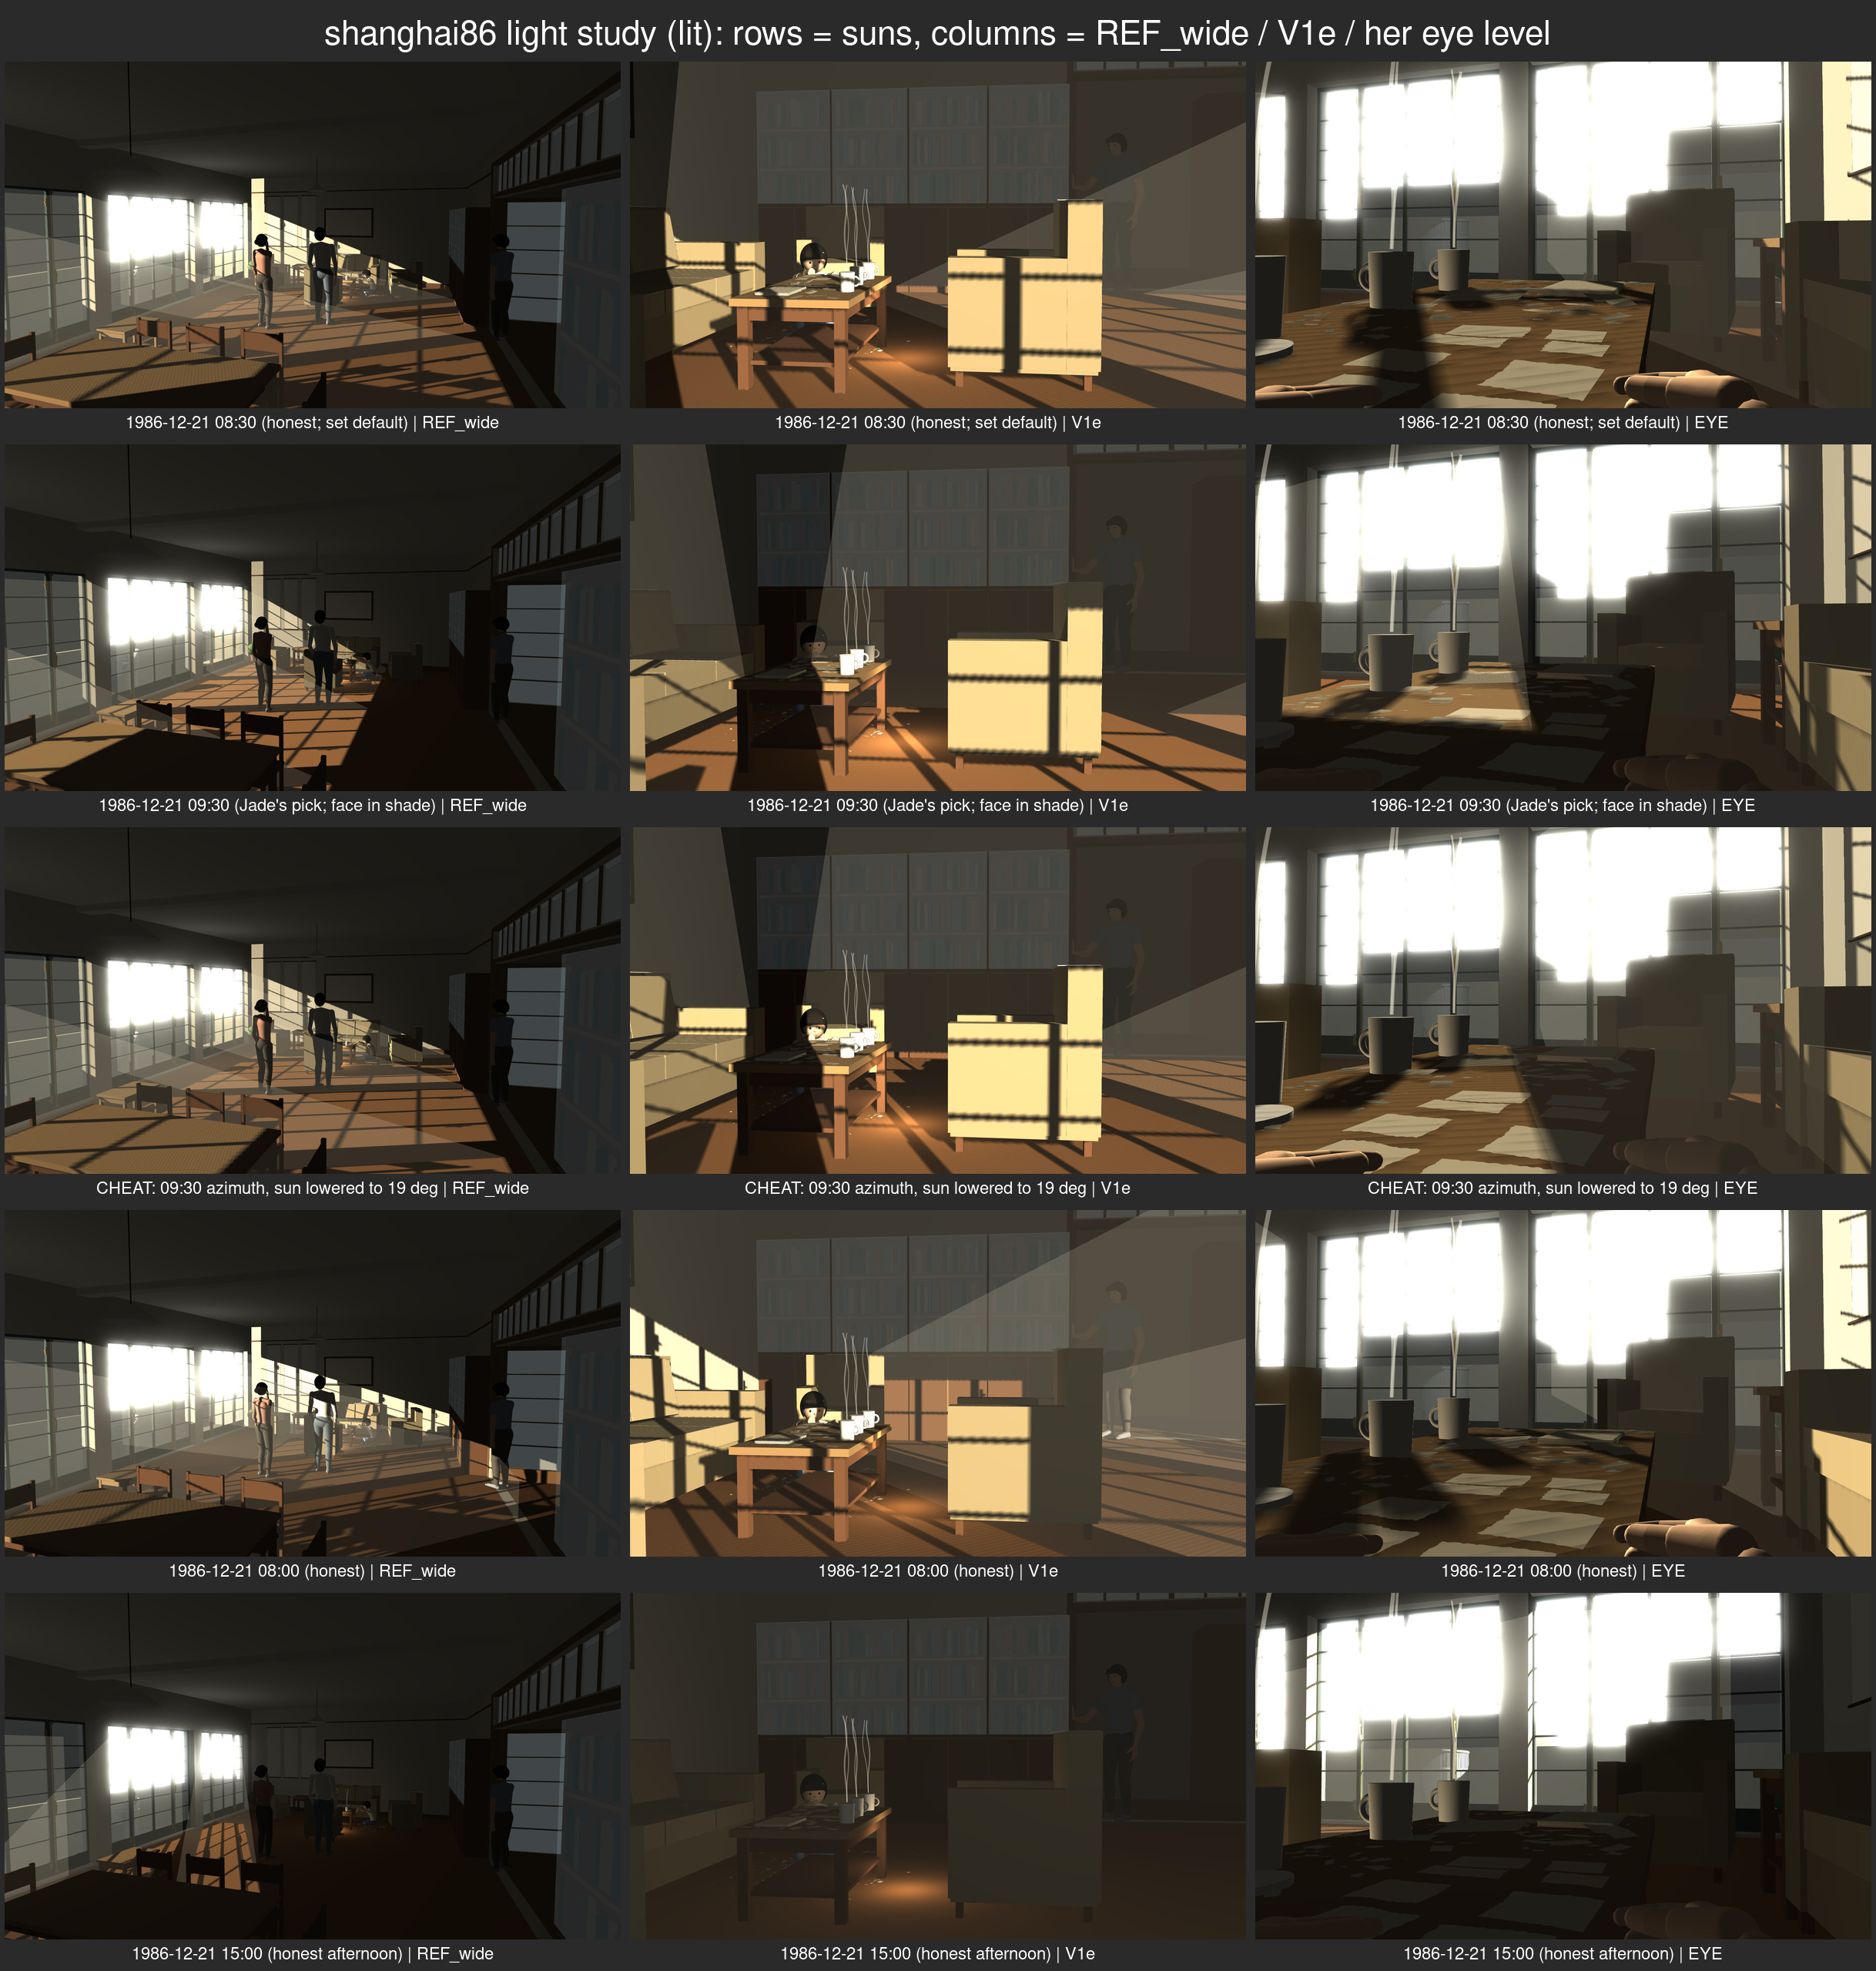 shanghai86 light study (lit): rows = suns, columns = REF_wide / V1e / her eye level
1986-12-21 08:30 (honest; set default) | REF_wide
1986-12-21 08:30 (honest; set default) | V1e
1986-12-21 08:30 (honest; set default) | EYE
1986-12-21 09:30 (Jade's pick; face in shade) | REF_wide
1986-12-21 09:30 (Jade's pick; face in shade) | V1e
1986-12-21 09:30 (Jade's pick; face in shade) | EYE
CHEAT: 09:30 azimuth, sun lowered to 19 deg | REF_wide
CHEAT: 09:30 azimuth, sun lowered to 19 deg | V1e
CHEAT: 09:30 azimuth, sun lowered to 19 deg | EYE
1986-12-21 08:00 (honest) | REF_wide
1986-12-21 08:00 (honest) | V1e
1986-12-21 08:00 (honest) | EYE
1986-12-21 15:00 (honest afternoon) | REF_wide
1986-12-21 15:00 (honest afternoon) | V1e
1986-12-21 15:00 (honest afternoon) | EYE